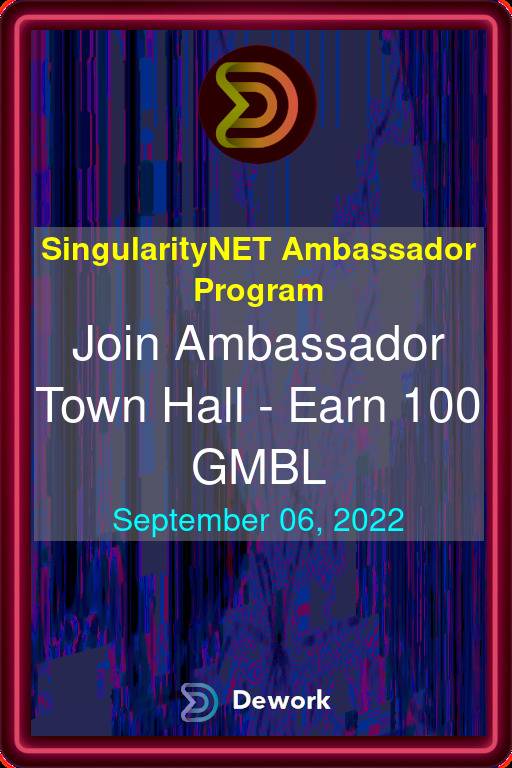 SingularityNET Ambassador
Program
Join Ambassador
Town Hall - Earn 100
GMBL
September 06, 2022
Dework